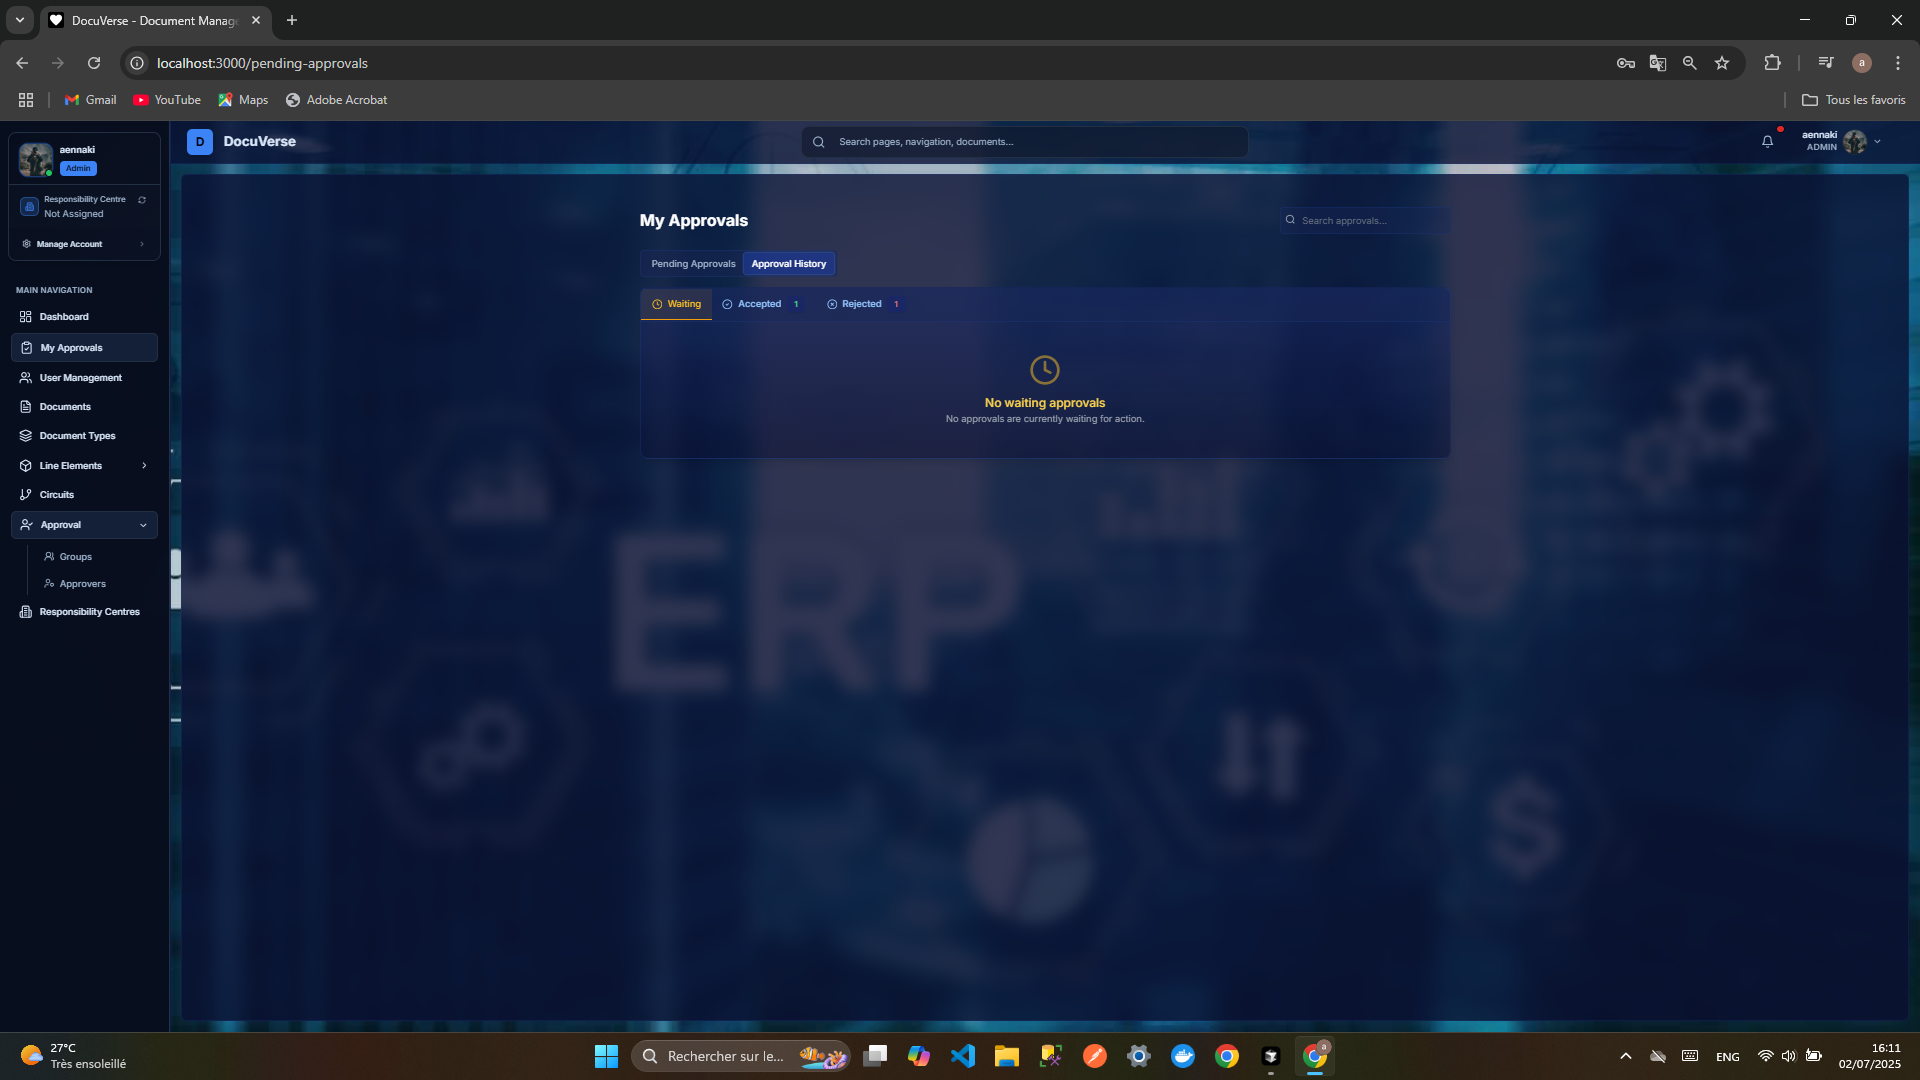 DocuVerse - Document Manag
localhost:3000/pending-approvals
a
Gmail
YouTube
Maps
Adobe Acrobat
Tous les favoris
aennaki
Admin
Responsibility Centre
Not Assigned
Manage Account
MAIN NAVIGATION
Dashboard
My Approvals
User Management
Documents
Document Types
Line Elements
Circuits
Approval
Groups
Approvers
Responsibility Centres
D
DocuVerse
Search pages, navigation, documents...
aennaki
ADMIN
My Approvals
Search approvals...
Pending Approvals
Approval History
Waiting
Accepted 1
Rejected 1
No waiting approvals
No approvals are currently waiting for action.
ERP
$
27°C
Très ensoleillé
Rechercher sur le...
a
ENG
16:11
02/07/2025